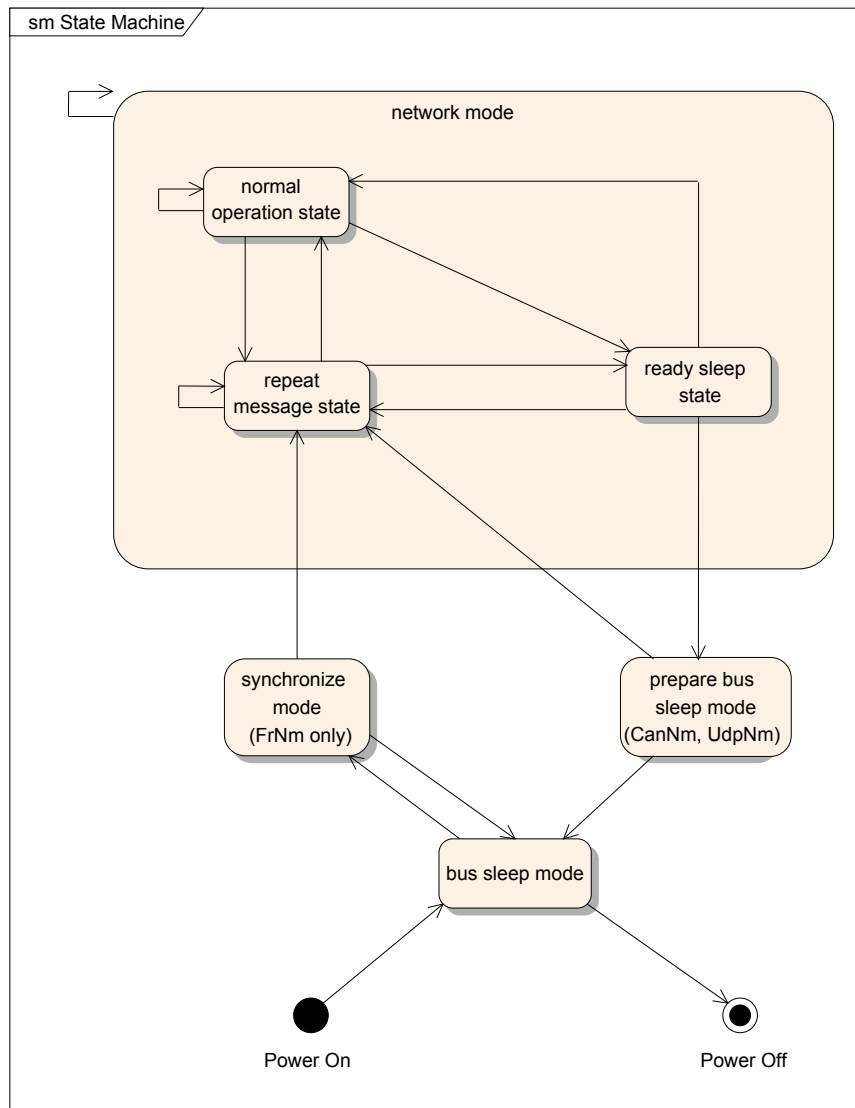 sm State Machine
network mode
normal
operation state
repeat
message state
ready sleep
state
synchronize
mode
(FrNm only)
prepare bus
sleep mode
(CanNm, UdpNm)
bus sleep mode
Power On
Power Off